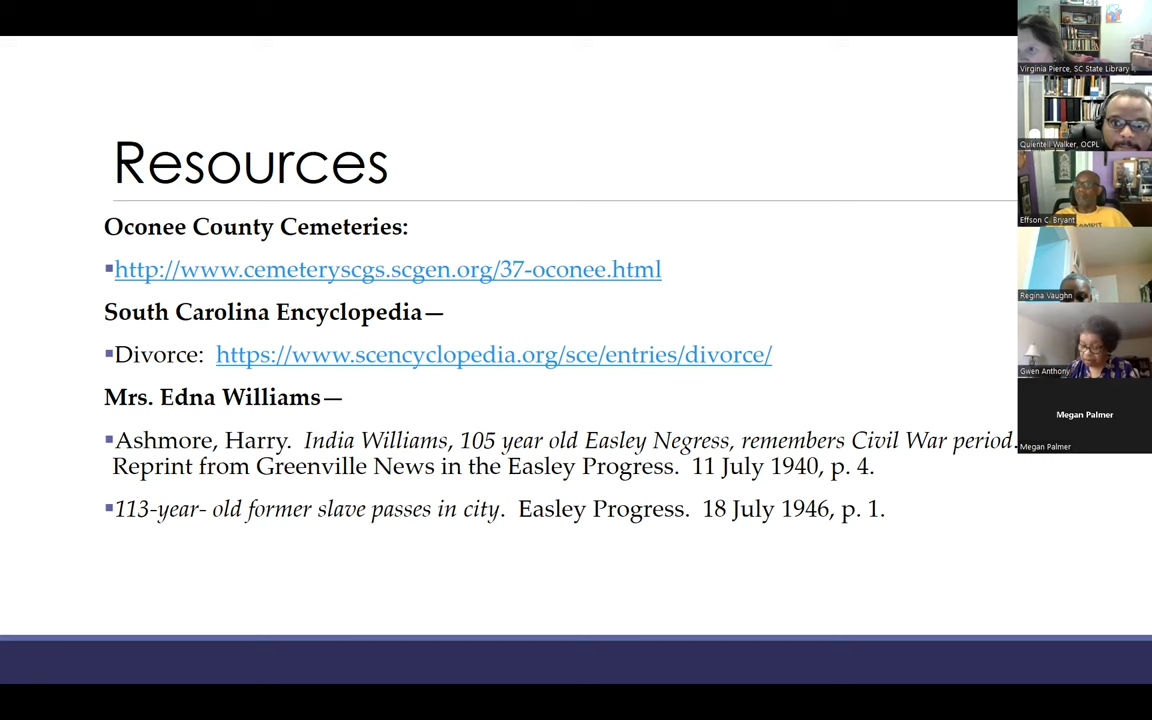 Resources
Oconee County Cemeteries:
▪http://www.cemeteryscgs.scgen.org/37-oconee.html
South Carolina Encyclopedia—
▪Divorce: https://www.scencyclopedia.org/sce/entries/divorce/
Mrs. Edna Williams—
▪Ashmore, Harry. India Williams, 105 year old Easley Negress, remembers Civil War period.
Reprint from Greenville News in the Easley Progress. 11 July 1940, p. 4.
▪113-year- old former slave passes in city. Easley Progress. 18 July 1946, p. 1.
Virginia Pierce, SC State Library
Quientell Walker, OCPL
Effson C. Bryant
Regina Vaughn
Gwen Anthony
Megan Palmer
Megan Palmer